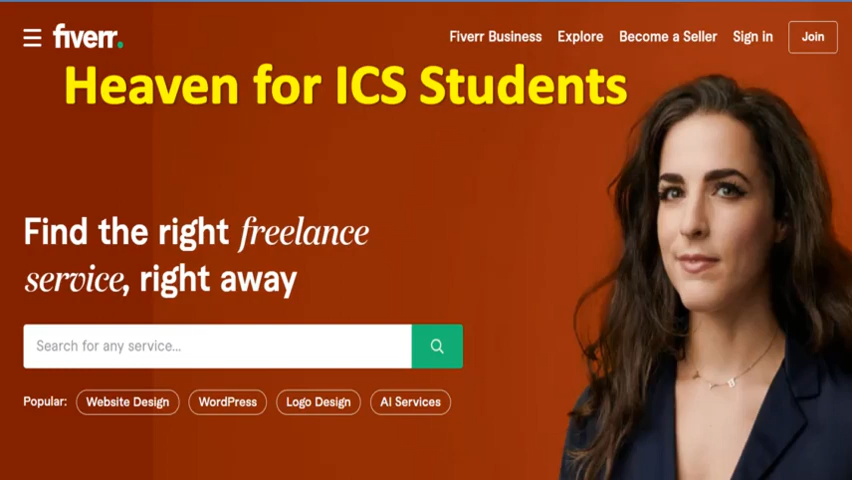 fiverr.
Fiverr Business Explore Become a Seller Sign in Join
Heaven for ICS Students
Find the right freelance
service, right away
Search for any service...
Popular: Website Design WordPress Logo Design AI Services